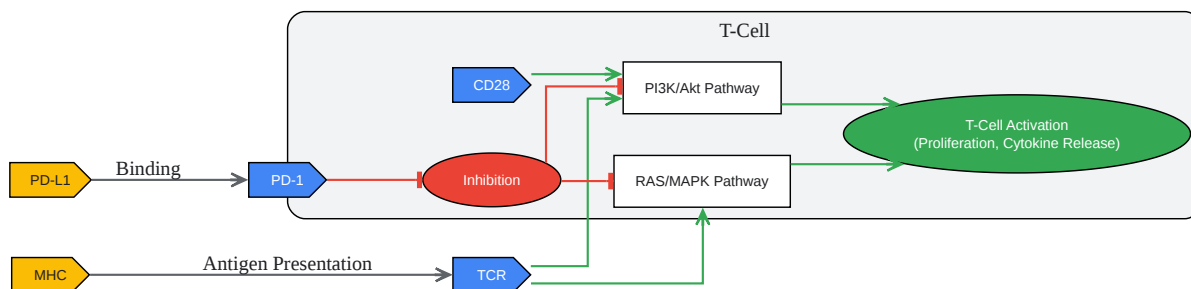 T-Cell
CD28
PI3K/Akt Pathway
T-Cell Activation
(Proliferation, Cytokine Release)
PD-L1
Binding
PD-1
Inhibition
RAS/MAPK Pathway
MHC
Antigen Presentation
TCR